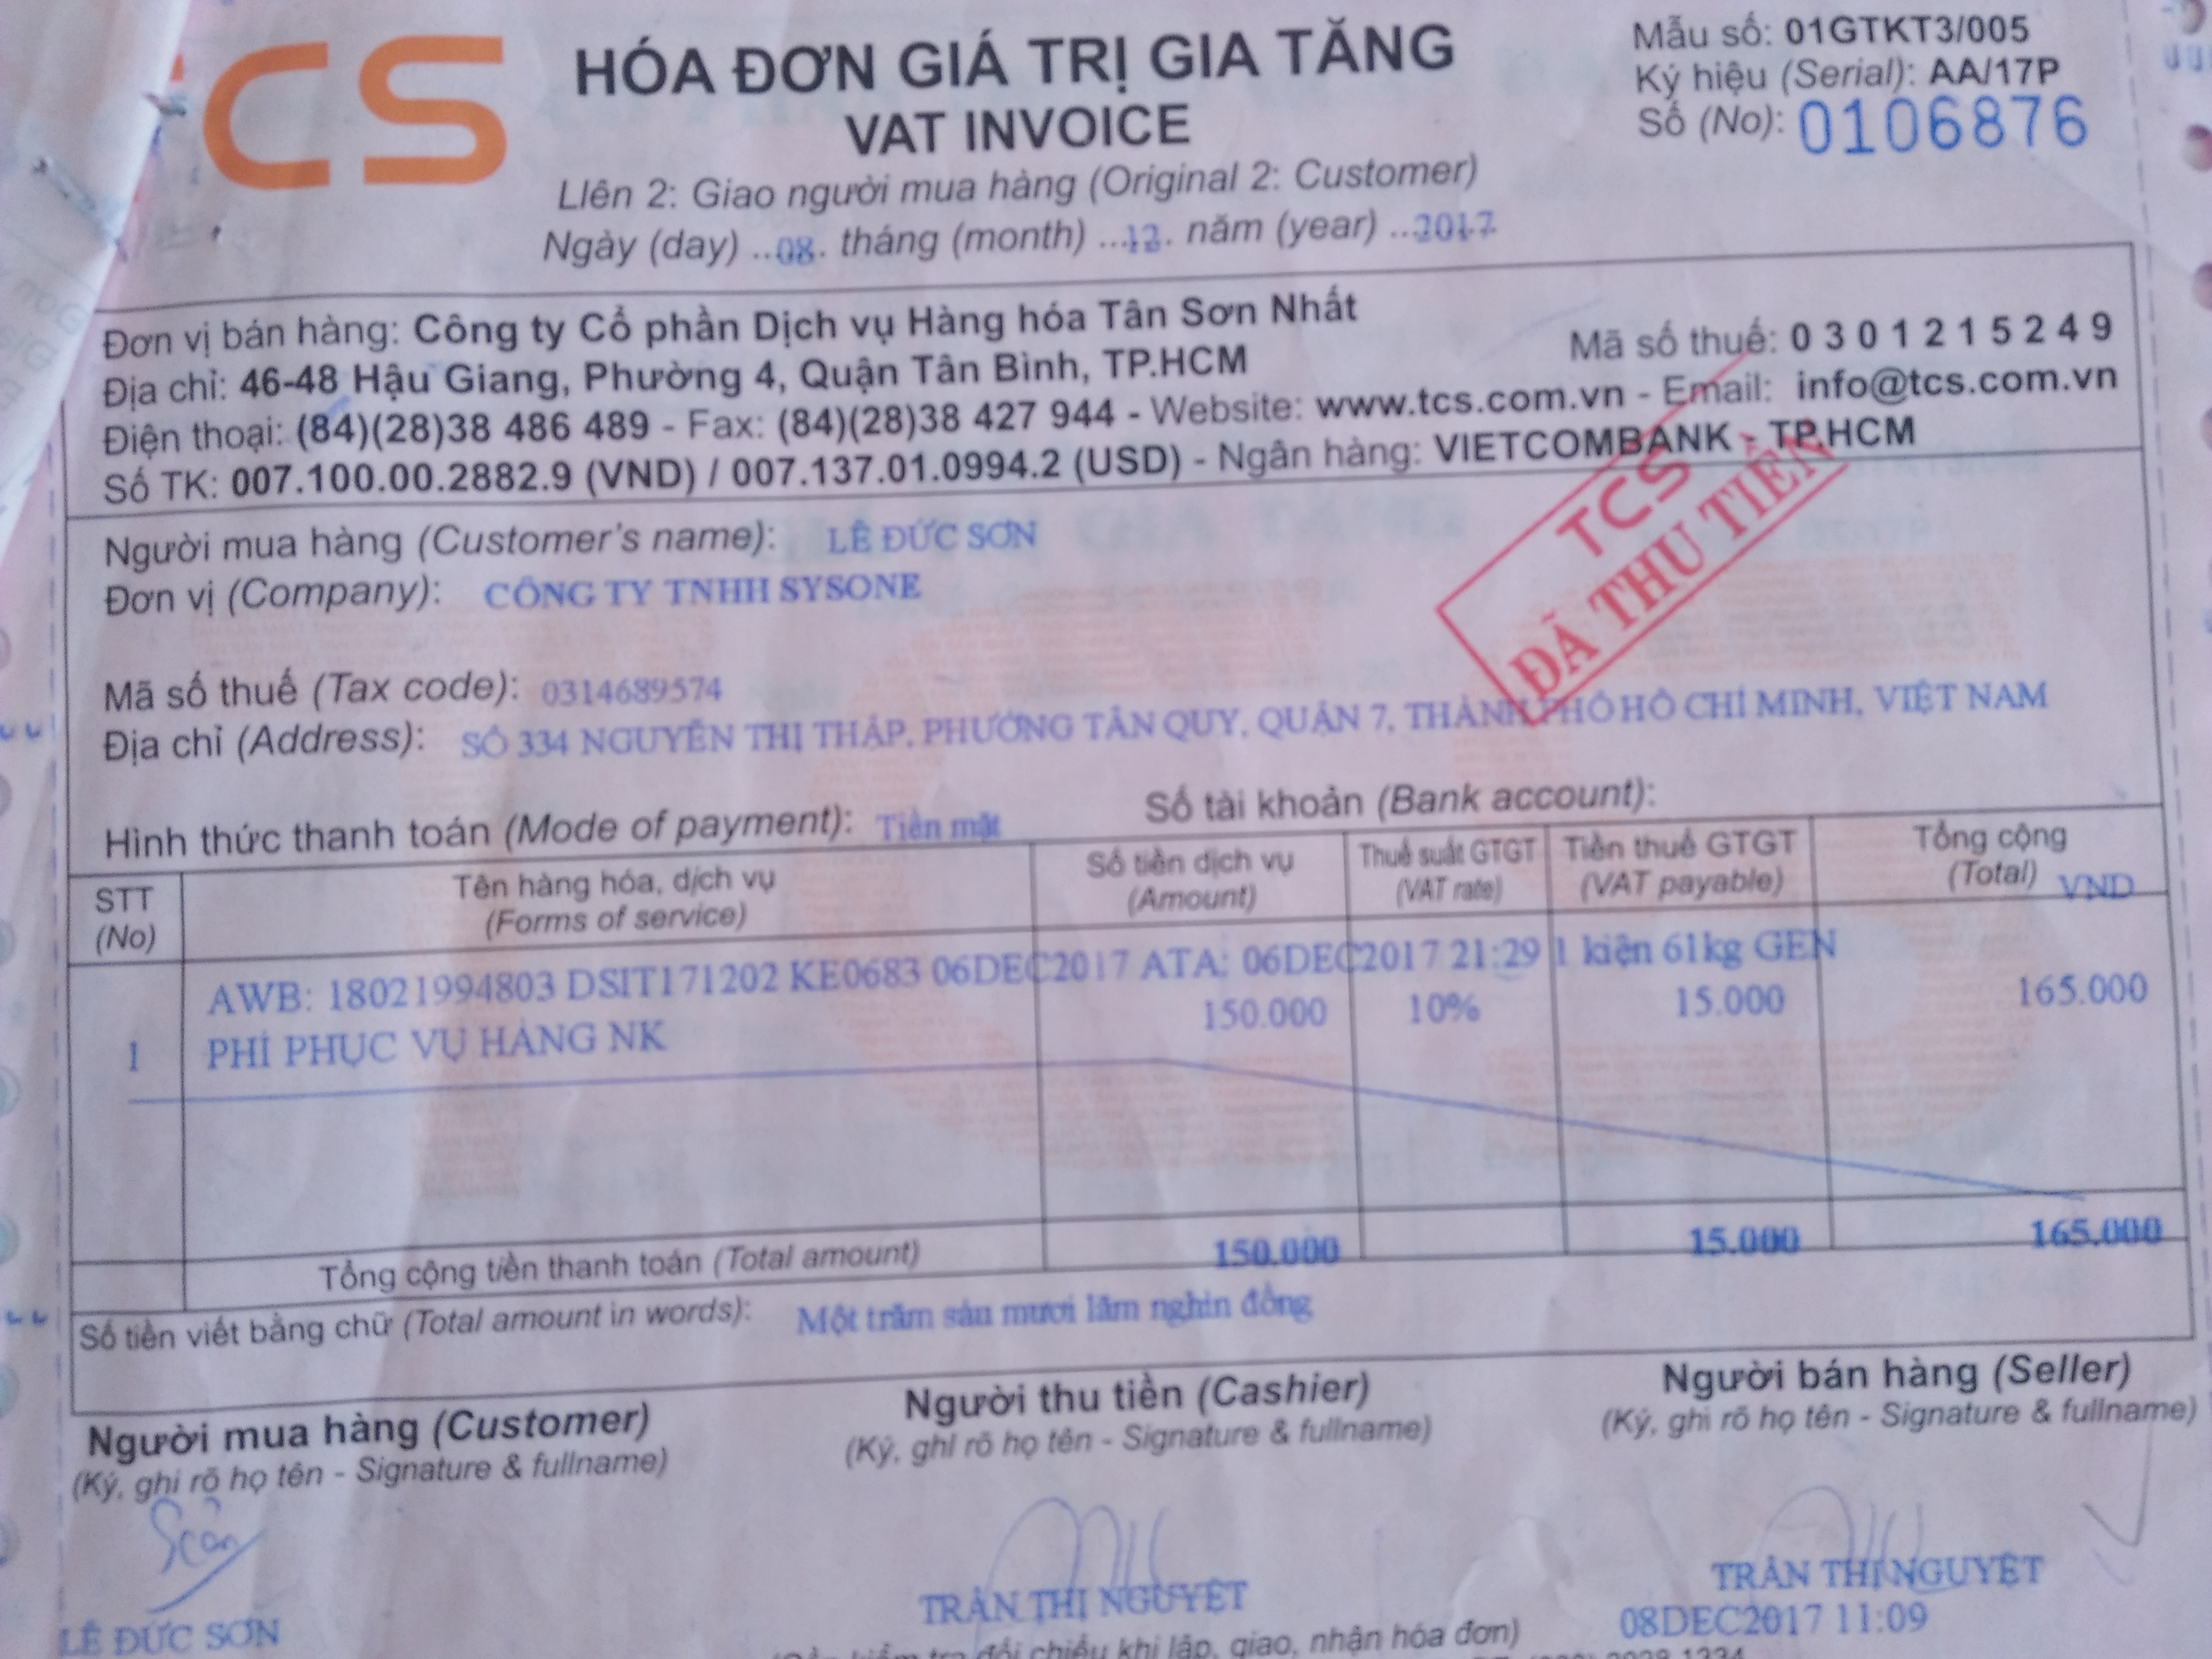 TCS
HÓA ĐƠN GIÁ TRỊ GIA TĂNG
VAT INVOICE
LIên 2: Giao người mua hàng (Original 2: Customer)
Ngày (day) ..08. tháng (month) ...12. năm (year) ..2017.
Mẫu số: 01GTKT3/005
Ký hiệu (Serial): AA/17P
Số (No): 0106876
Đơn vị bán hàng: Công ty Cổ phần Dịch vụ Hàng hóa Tân Sơn Nhất
Mã số thuế: 0 3 0 1 2 1 5 2 4 9
Địa chỉ: 46-48 Hậu Giang, Phường 4, Quận Tân Bình, TP.HCM
Điện thoại: (84)(28)38 486 489 - Fax: (84)(28)38 427 944 - Website: www.tcs.com.vn - Email: info@tcs.com.vn
Số TK: 007.100.00.2882.9 (VND) / 007.137.01.0994.2 (USD) - Ngân hàng: VIETCOMBANK - TP.HCM
TCS
ĐÃ THU TIỀN
Người mua hàng (Customer's name): LÊ ĐỨC SƠN
Đơn vị (Company): CÔNG TY TNHH SYSONE
Mã số thuế (Tax code): 0314689574
Địa chỉ (Address): SỐ 334 NGUYỄN THỊ THẬP, PHƯỜNG TÂN QUY, QUẬN 7, THÀNH PHỐ HỒ CHÍ MINH, VIỆT NAM
Hình thức thanh toán (Mode of payment): Tiền mặt Số tài khoản (Bank account):
STT (No) Tên hàng hóa, dịch vụ (Forms of service) Số tiền dịch vụ (Amount) Thuế suất GTGT (VAT rate) Tiền thuế GTGT (VAT payable) Tổng cộng (Total) VND
AWB: 18021994803 DSIT171202 KE0683 06DEC2017 ATA: 06DEC2017 21:29 1 kiện 61kg GEN
1 PHÍ PHỤC VỤ HÀNG NK 150.000 10% 15.000 165.000
Tổng cộng tiền thanh toán (Total amount) 150.000 15.000 165.000
Số tiền viết bằng chữ (Total amount in words): Một trăm sáu mươi lăm nghìn đồng
Người mua hàng (Customer) Người thu tiền (Cashier) Người bán hàng (Seller)
(Ký, ghi rõ họ tên - Signature & fullname) (Ký, ghi rõ họ tên - Signature & fullname) (Ký, ghi rõ họ tên - Signature & fullname)
LÊ ĐỨC SƠN TRẦN THỊ NGUYỆT TRẦN THỊ NGUYỆT
08DEC2017 11:09
đối chiếu khi lập, giao, nhận hóa đơn)